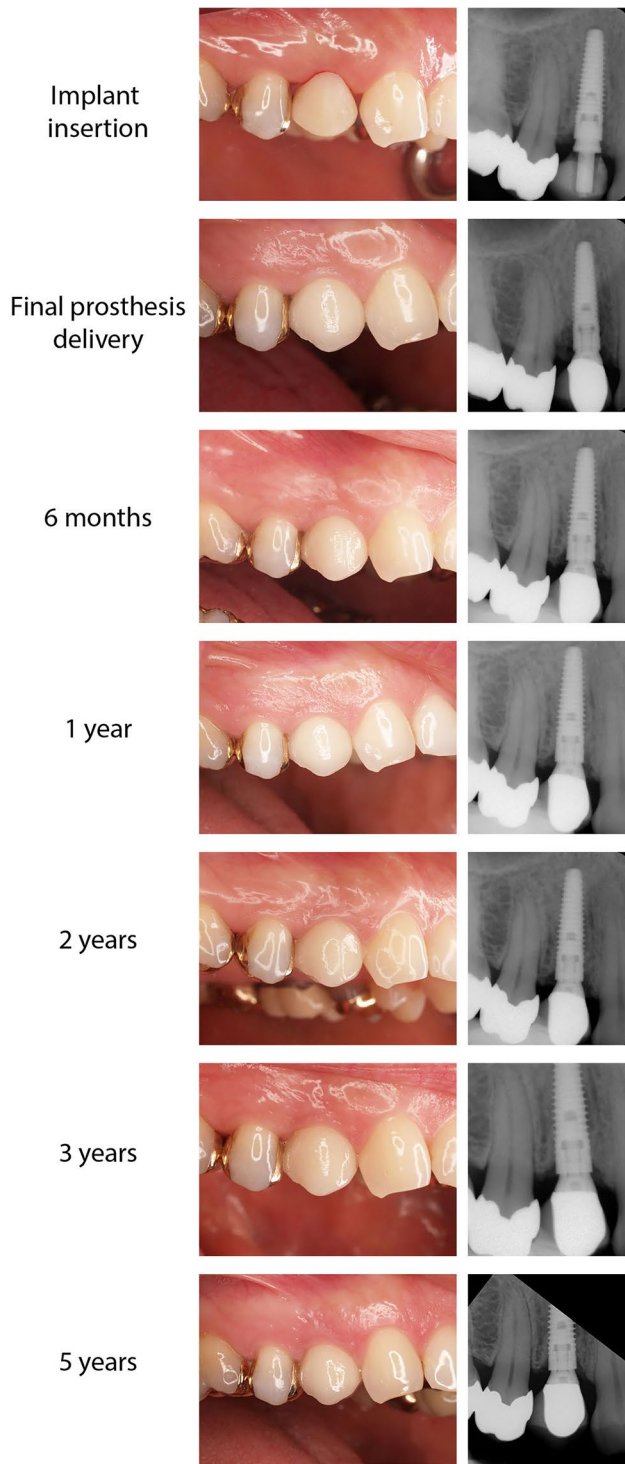 Implant
insertion
Final prosthesis
delivery
6 months
1 year
2 years
3 years
5 years